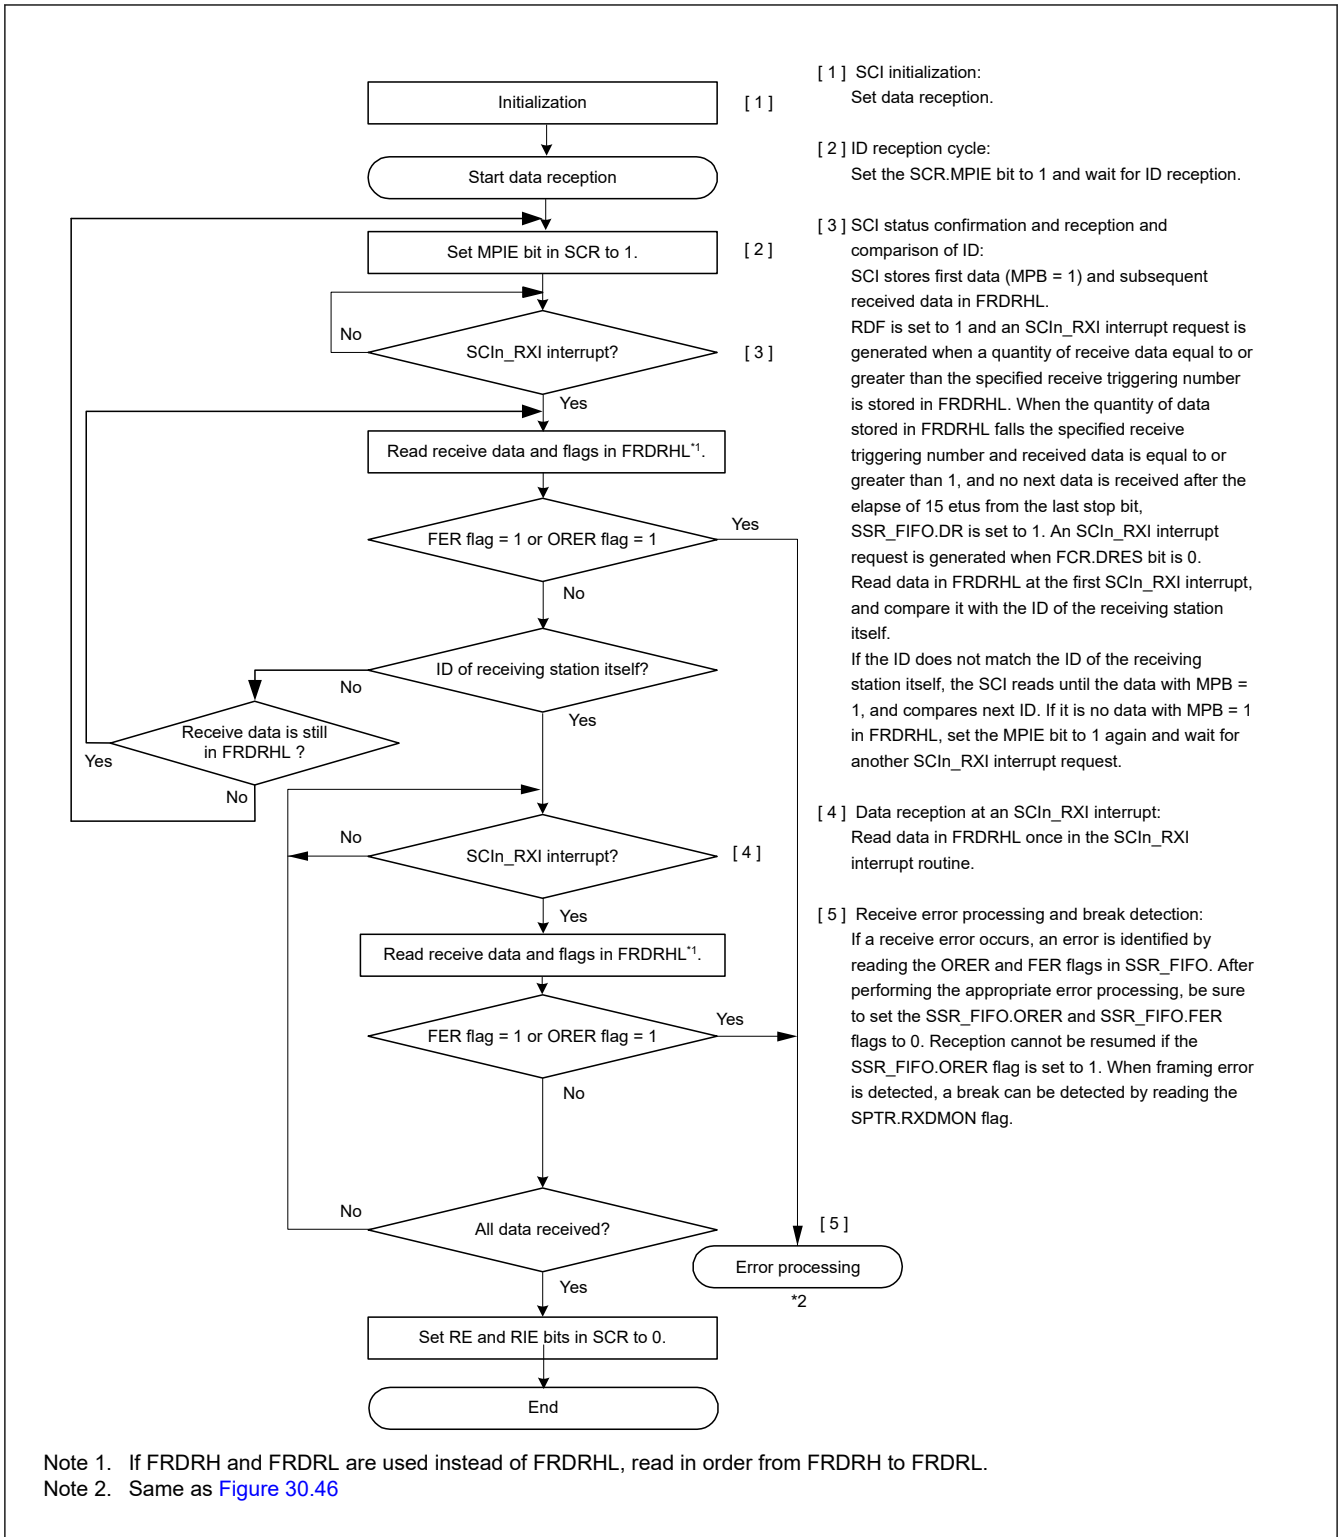 Initialization
[ 1 ]
Start data reception
Set MPIE bit in SCR to 1.
[ 2 ]
No
SCIn_RXI interrupt?
[ 3 ]
Yes
Read receive data and flags in FRDRHL*1.
FER flag = 1 or ORER flag = 1
Yes
No
ID of receiving station itself?
No
Yes
Receive data is still
in FRDRHL ?
Yes
No
No
SCIn_RXI interrupt?
[ 4 ]
Yes
Read receive data and flags in FRDRHL*1.
FER flag = 1 or ORER flag = 1
Yes
No
No
All data received?
Yes
[ 5 ]
Error processing
*2
Set RE and RIE bits in SCR to 0.
End
[ 1 ] SCI initialization:
Set data reception.
[ 2 ] ID reception cycle:
Set the SCR.MPIE bit to 1 and wait for ID reception.
[ 3 ] SCI status confirmation and reception and
comparison of ID:
SCI stores first data (MPB = 1) and subsequent
received data in FRDRHL.
RDF is set to 1 and an SCIn_RXI interrupt request is
generated when a quantity of receive data equal to or
greater than the specified receive triggering number
is stored in FRDRHL. When the quantity of data
stored in FRDRHL falls the specified receive
triggering number and received data is equal to or
greater than 1, and no next data is received after the
elapse of 15 etus from the last stop bit,
SSR_FIFO.DR is set to 1. An SCIn_RXI interrupt
request is generated when FCR.DRES bit is 0.
Read data in FRDRHL at the first SCIn_RXI interrupt,
and compare it with the ID of the receiving station
itself.
If the ID does not match the ID of the receiving
station itself, the SCI reads until the data with MPB =
1, and compares next ID. If it is no data with MPB = 1
in FRDRHL, set the MPIE bit to 1 again and wait for
another SCIn_RXI interrupt request.
[ 4 ] Data reception at an SCIn_RXI interrupt:
Read data in FRDRHL once in the SCIn_RXI
interrupt routine.
[ 5 ] Receive error processing and break detection:
If a receive error occurs, an error is identified by
reading the ORER and FER flags in SSR_FIFO. After
performing the appropriate error processing, be sure
to set the SSR_FIFO.ORER and SSR_FIFO.FER
flags to 0. Reception cannot be resumed if the
SSR_FIFO.ORER flag is set to 1. When framing error
is detected, a break can be detected by reading the
SPTR.RXDMON flag.
Note 1. If FRDRH and FRDRL are used instead of FRDRHL, read in order from FRDRH to FRDRL.
Note 2. Same as Figure 30.46